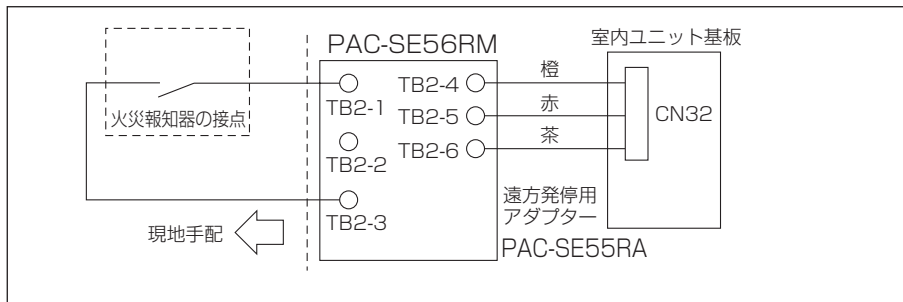 PAC-SE56RM
室内ユニット基板
火災報知器の接点
TB2-1
TB2-2
TB2-3
TB2-4
TB2-5
TB2-6
橙
赤
茶
CN32
遠方発停用
アダプター
PAC-SE55RA
現地手配